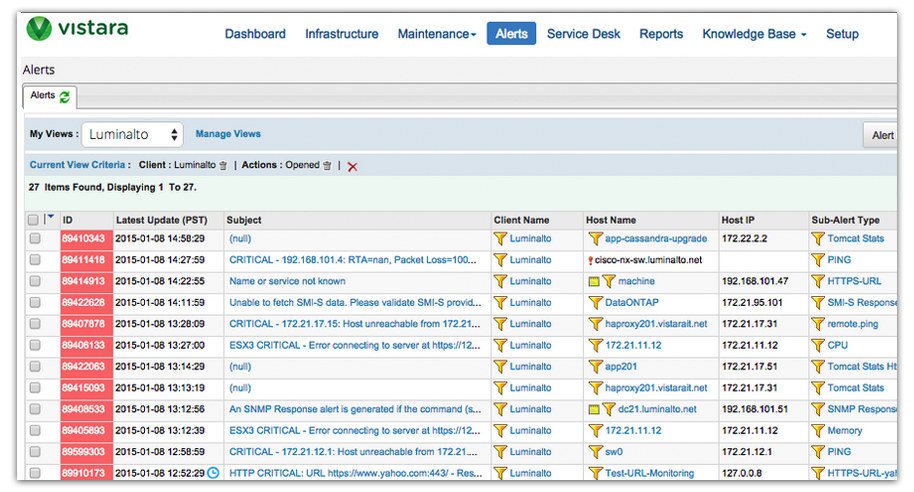 vistara
Dashboard Infrastructure Maintenance Alerts Service Desk Reports Knowledge Base Setup
Alerts
Alerts
My Views : Luminalto Manage Views Alert
Current View Criteria : Client : Luminalto | Actions : Opened |
27 Items Found, Displaying 1 To 27.
ID Latest Update (PST) Subject Client Name Host Name Host IP Sub-Alert Type
89410343 2015-01-08 14:58:29 (null) Luminalto app-cassandra-upgrade 172.22.2.2 Tomcat Stats
89411418 2015-01-08 14:27:59 CRITICAL - 192.168.101.4: RTA=nan, Packet Loss=100... Luminalto cisco-nx-sw.luminalto.net PING
89414913 2015-01-08 14:22:55 Name or service not known Luminalto machine 192.168.101.47 HTTPS-URL
89422628 2015-01-08 14:11:59 Unable to fetch SMI-S data. Please validate SMI-S provid... Luminalto DataONTAP 172.21.95.101 SMI-S Response
89407878 2015-01-08 13:28:09 CRITICAL - 172.21.17.15: Host unreachable from 172.21... Luminalto haproxy201.vistarait.net 172.21.17.31 remote.ping
89406133 2015-01-08 13:27:00 ESX3 CRITICAL - Error connecting to server at https://12... Luminalto 172.21.11.12 172.21.11.12 CPU
89422063 2015-01-08 13:14:29 (null) Luminalto app201 172.21.17.51 Tomcat Stats Ht
89415093 2015-01-08 13:13:19 (null) Luminalto haproxy201.vistarait.net 172.21.17.31 Tomcat Stats
89408533 2015-01-08 13:12:56 An SNMP Response alert is generated if the command (s... Luminalto dc21.luminalto.net 192.168.101.51 SNMP Respons
89405893 2015-01-08 13:12:39 ESX3 CRITICAL - Error connecting to server at https://12... Luminalto 172.21.11.12 172.21.11.12 Memory
89599303 2015-01-08 12:58:59 CRITICAL - 172.21.12.1: Host unreachable from 172.21.... Luminalto sw0 172.21.12.1 PING
89910173 2015-01-08 12:52:29 HTTP CRITICAL: URL https://www.yahoo.com:443/ - Res... Luminalto Test-URL-Monitoring 127.0.0.8 HTTPS-URL-yah